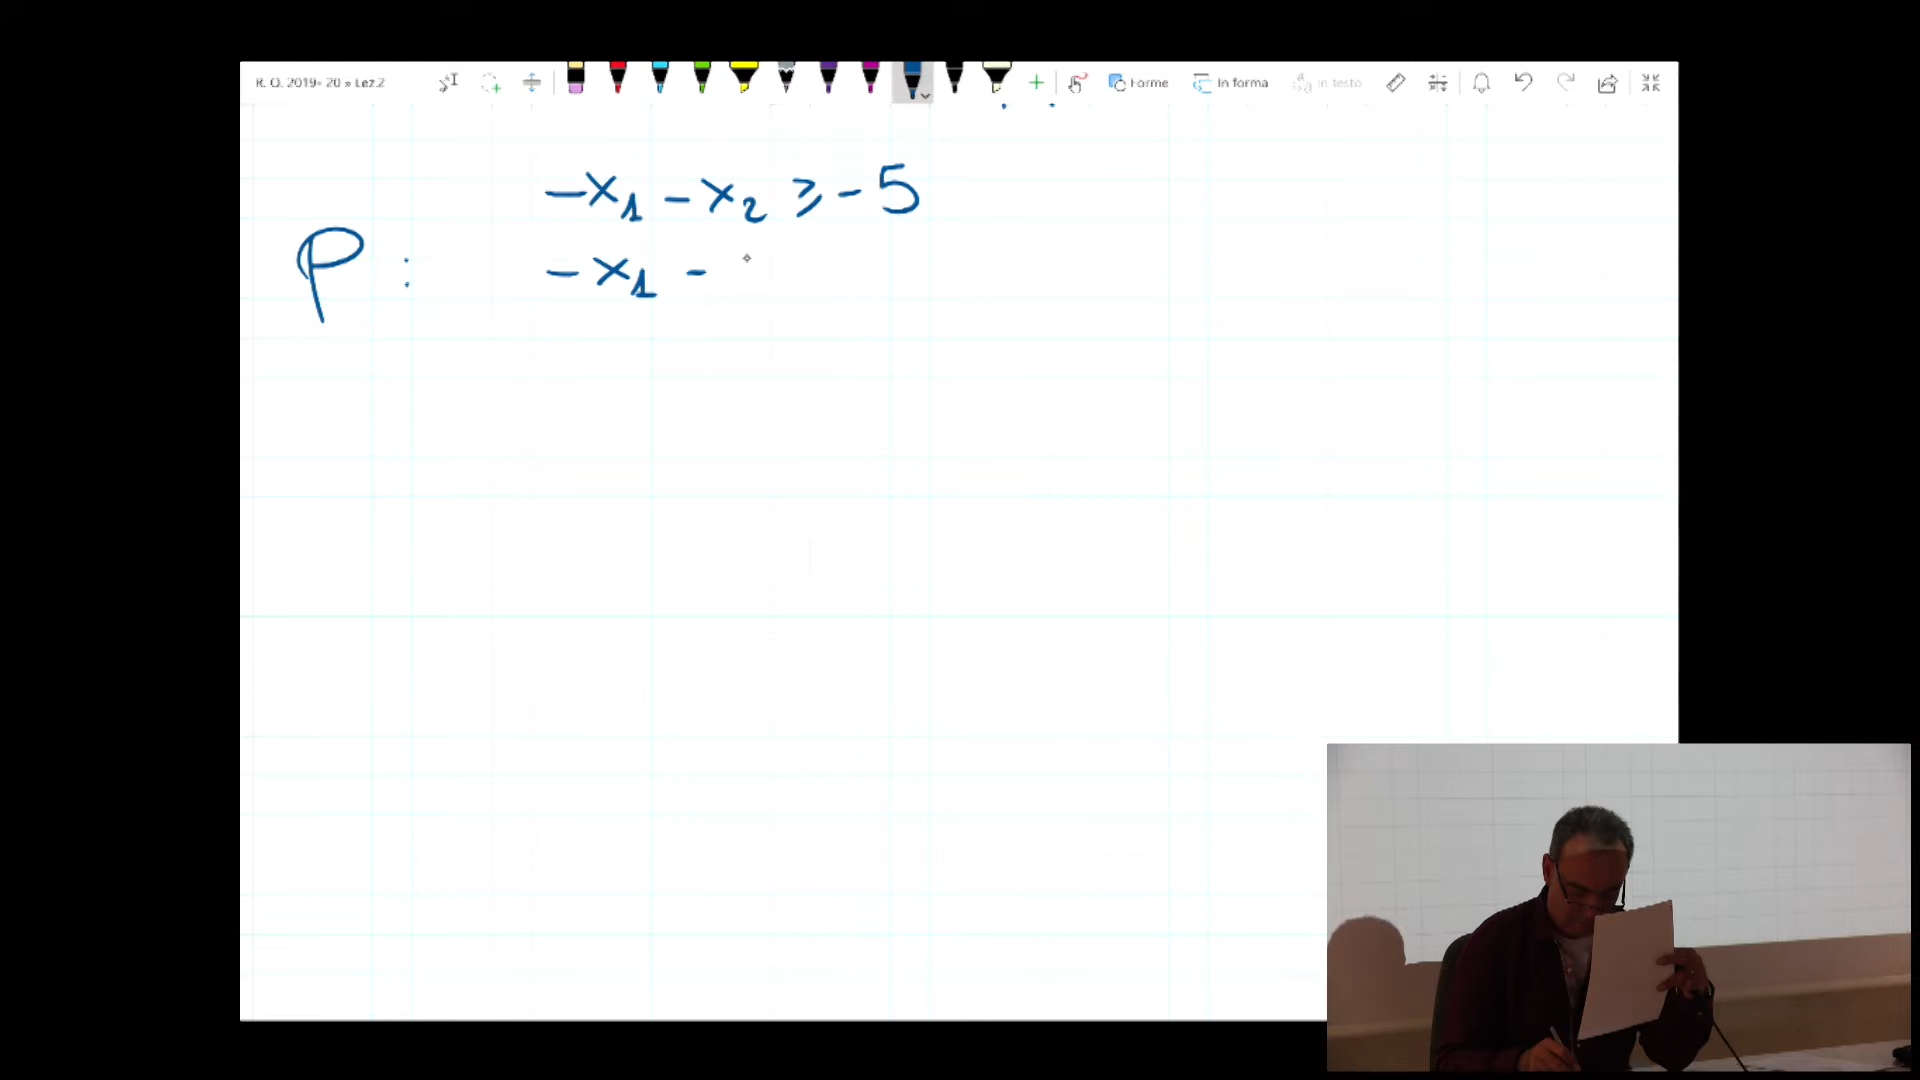 R. O. 2019-20 » Lez.2 Forme In forma in testo
-x₁ - x₂ ≥ - 5
P : - x₁ -